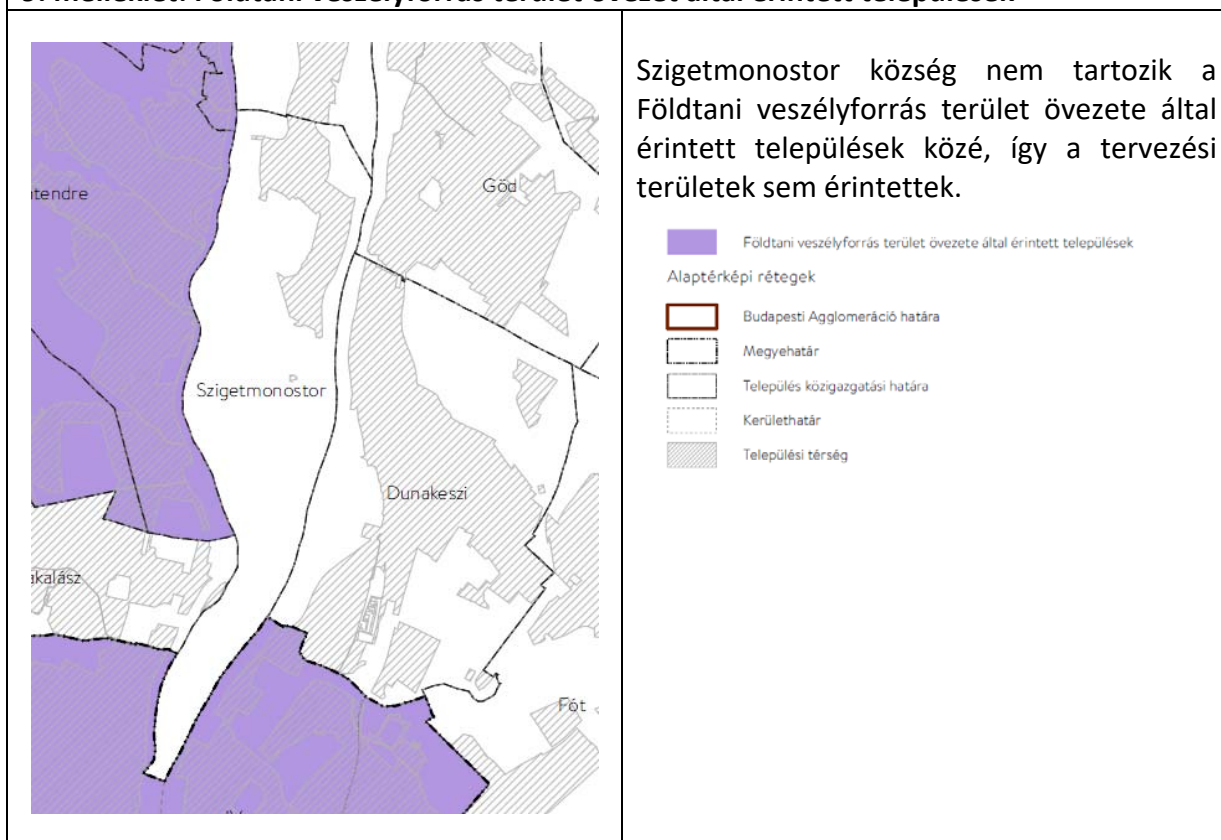 Szigetmonostor község nem tartozik a
Földtani veszélyforrás terület övezete által
érintett települések közé, így a tervezési
területek sem érintettek.
Földtani veszélyforrás terület övezete által érintett települések
Alaptérképi rétegek
Budapesti Agglomeráció határa
Megyehatár
Település közigazgatási határa
Kerülethatár
Települési térség
ntendre
Göd
Szigetmonostor
Dunakeszi
akalász
Fót